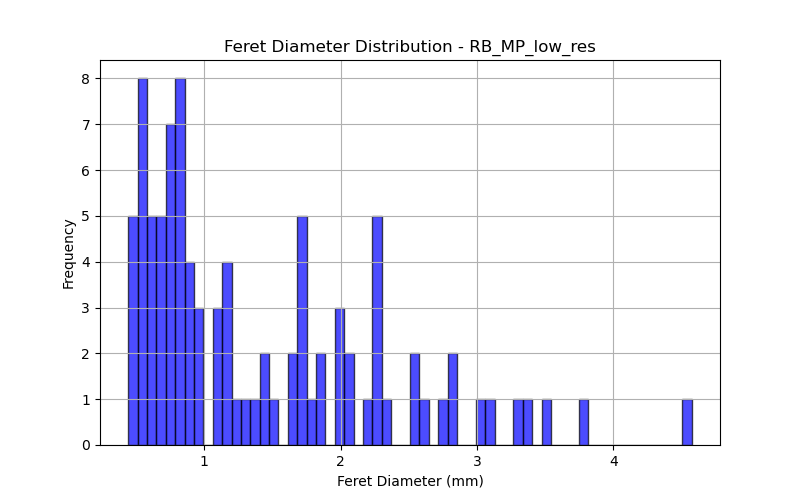 Feret Diameter Distribution - RB_MP_low_res
8
7
6
5
4
3
2
1
0
Frequency
1 2 3 4
Feret Diameter (mm)